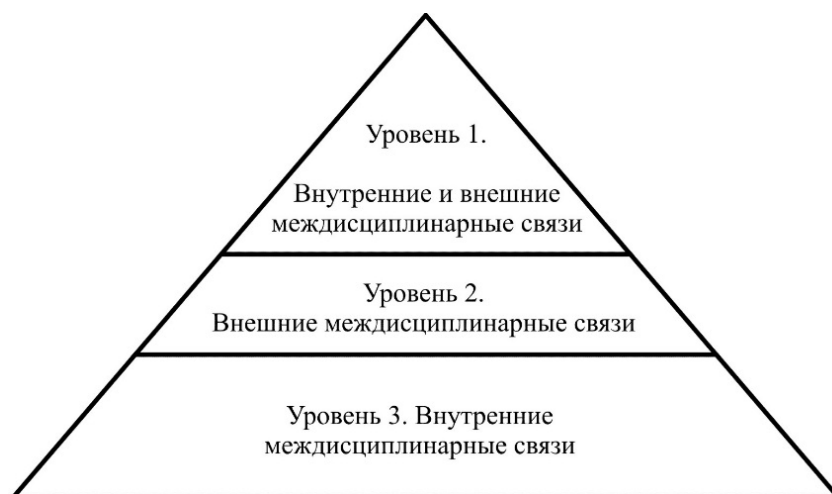 Уровень 1.
Внутренние и внешние
междисциплинарные связи
Уровень 2.
Внешние междисциплинарные связи
Уровень 3. Внутренние
междисциплинарные связи